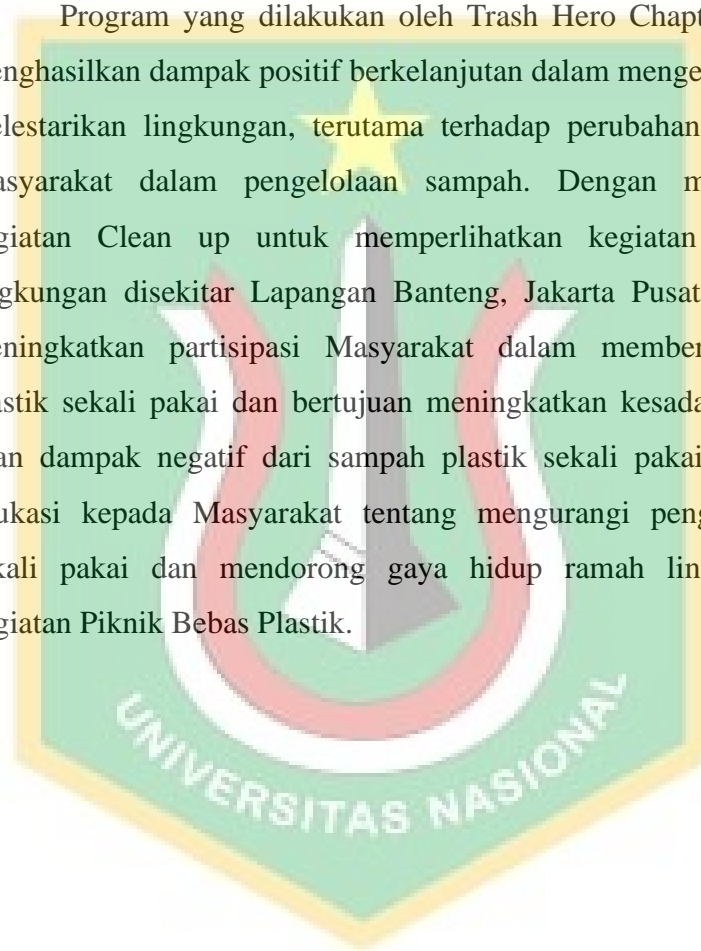 Program yang dilakukan oleh Trash Hero Chapt
enghasilkan dampak positif berkelanjutan dalam menge
elestarikan lingkungan, terutama terhadap perubahan
asyarakat dalam pengelolaan sampah. Dengan m
giatan Clean up untuk memperlihatkan kegiatan
gkungan disekitar Lapangan Banteng, Jakarta Pusat
eningkatkan partisipasi Masyarakat dalam member
astik sekali pakai dan bertujuan meningkatkan kesada
an dampak negatif dari sampah plastik sekali pakai
ukasi kepada Masyarakat tentang mengurangi peng
kali pakai dan mendorong gaya hidup ramah lin
giatan Piknik Bebas Plastik.
UNIVERSITAS NASIONAL